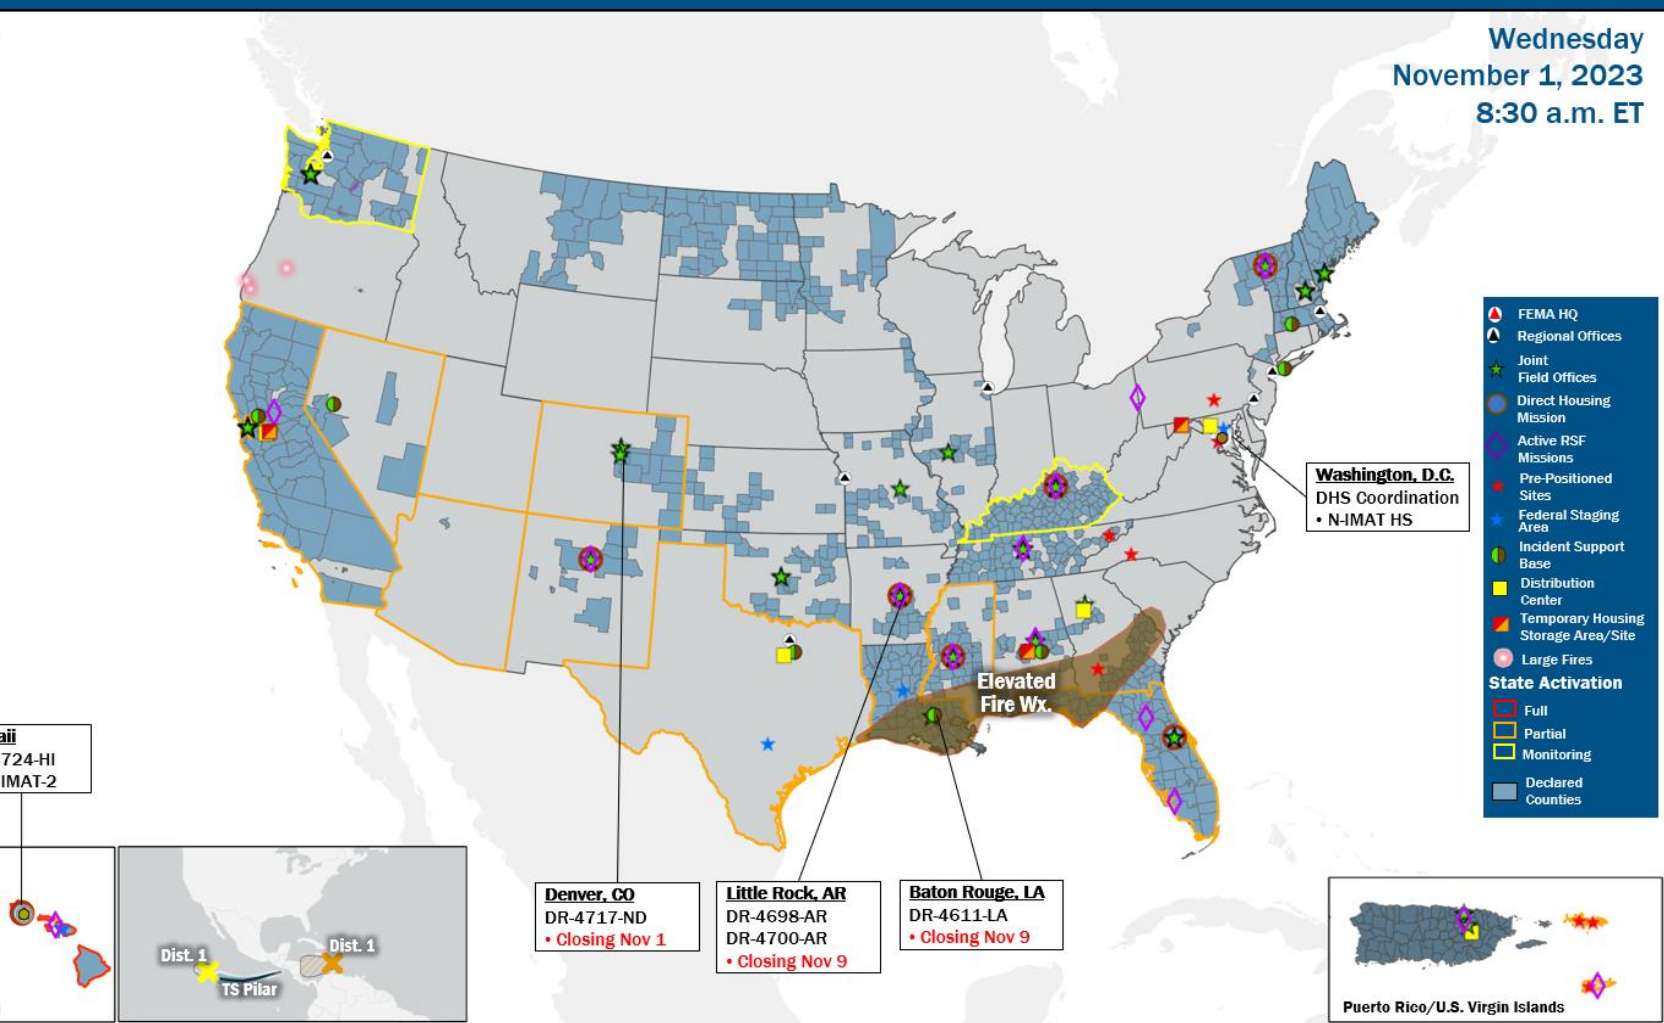 Wednesday
November 1, 2023
8:30 a.m. ET
FEMA HQ
Regional Offices
Joint
Field Offices
Direct Housing
Mission
Active RSF
Missions
Pre-Positioned
Sites
Federal Staging
Area
Incident Support
Base
Distribution
Center
Temporary Housing
Storage Area/Site
Large Fires
State Activation
Full
Partial
Monitoring
Declared
Counties
Washington, D.C.
DHS Coordination
• N-IMAT HS
Elevated
Fire Wx.
aii
724-HI
IMAT-2
Denver, CO
DR-4717-ND
• Closing Nov 1
Little Rock, AR
DR-4698-AR
DR-4700-AR
• Closing Nov 9
Baton Rouge, LA
DR-4611-LA
• Closing Nov 9
Dist. 1
Dist. 1
TS Pilar
Puerto Rico/U.S. Virgin Islands